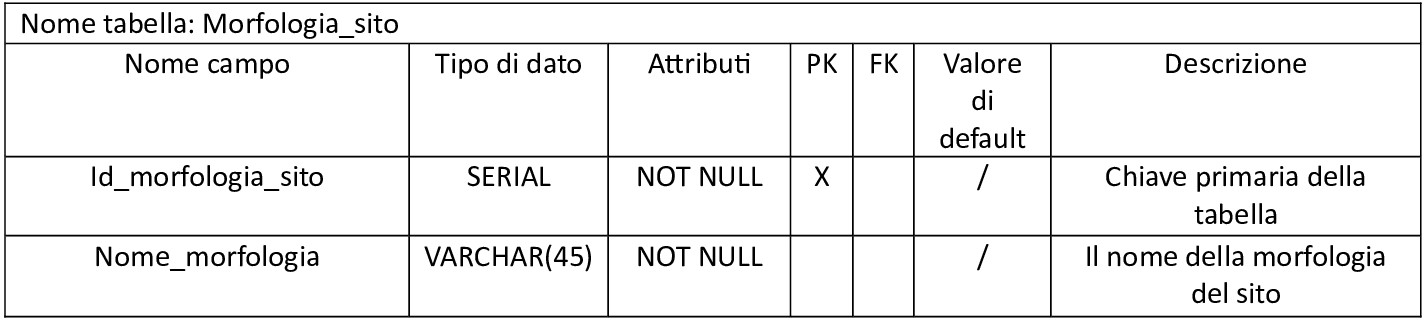 Nome tabella: Morfologia_sito
Nome campo Tipo di dato Attributi PK FK Valore di default Descrizione
Id_morfologia_sito SERIAL NOT NULL X / Chiave primaria della tabella
Nome_morfologia VARCHAR(45) NOT NULL / Il nome della morfologia del sito